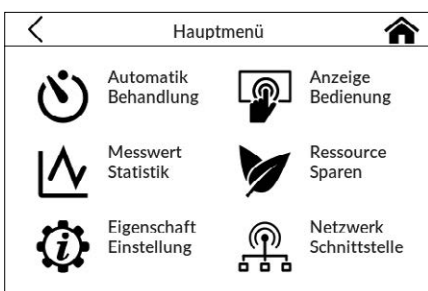 Hauptmenü
Automatik
Behandlung
Anzeige
Bedienung
Messwert
Statistik
Ressource
Sparen
Eigenschaft
Einstellung
Netzwerk
Schnittstelle